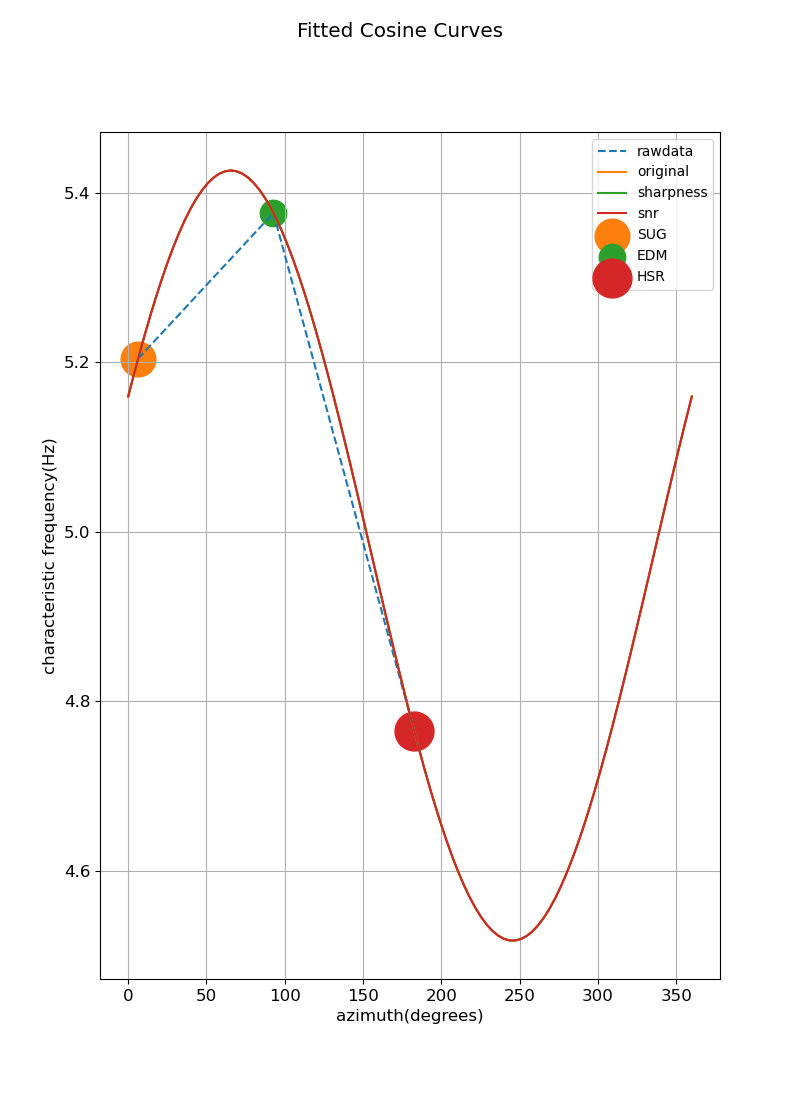 Fitted Cosine Curves
rawdata
original
sharpness
snr
SUG
EDM
HSR
5.4
5.2
5.0
4.8
4.6
characteristic frequency(Hz)
0 50 100 150 200 250 300 350
azimuth(degrees)